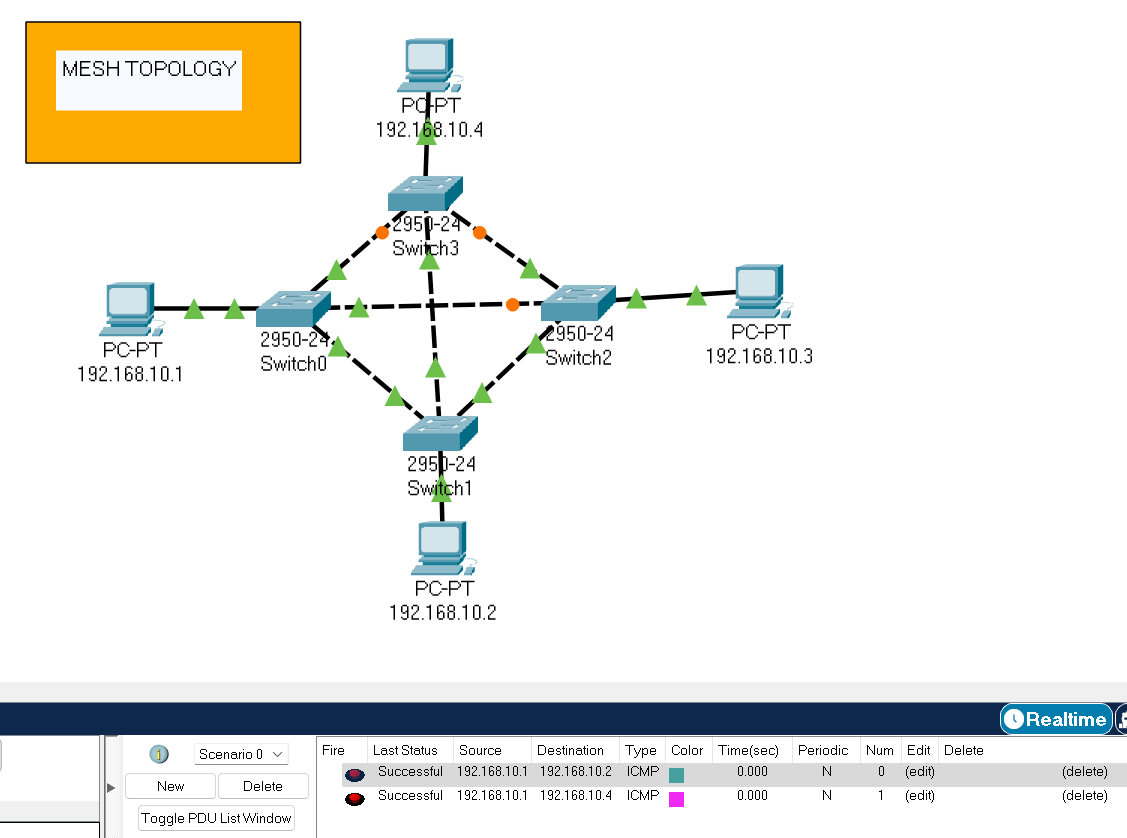 MESH TOPOLOGY
PC-PT
192.168.10.4
2950-24
Switch3
PC-PT
192.168.10.1
2950-24
Switch0
2950-24
Switch2
PC-PT
192.168.10.3
2950-24
Switch1
PC-PT
192.168.10.2
Realtime
Scenario 0
New Delete
Toggle PDU List Window
Fire Last Status Source Destination Type Color Time(sec) Periodic Num Edit Delete
Successful 192.168.10.1 192.168.10.2 ICMP 0.000 N 0 (edit) (delete)
Successful 192.168.10.1 192.168.10.4 ICMP 0.000 N 1 (edit) (delete)